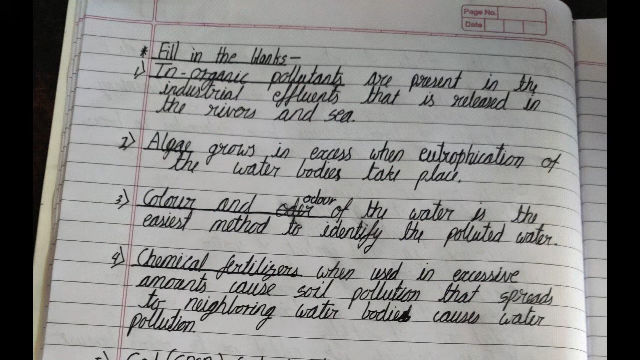 Page No.
Date
* Fill in the blanks –
1) In-organic pollutants are present in the
industrial effluents that is released in
the rivers and sea.
2) Algae grows in excess when eutrophication of
the water bodies take place.
3) Colour and odour of the water is the
easiest method to identify the polluted water.
4) Chemical fertilizers when used in excessive
amounts cause soil pollution that spreads
to neighboring water bodies causes water
pollution